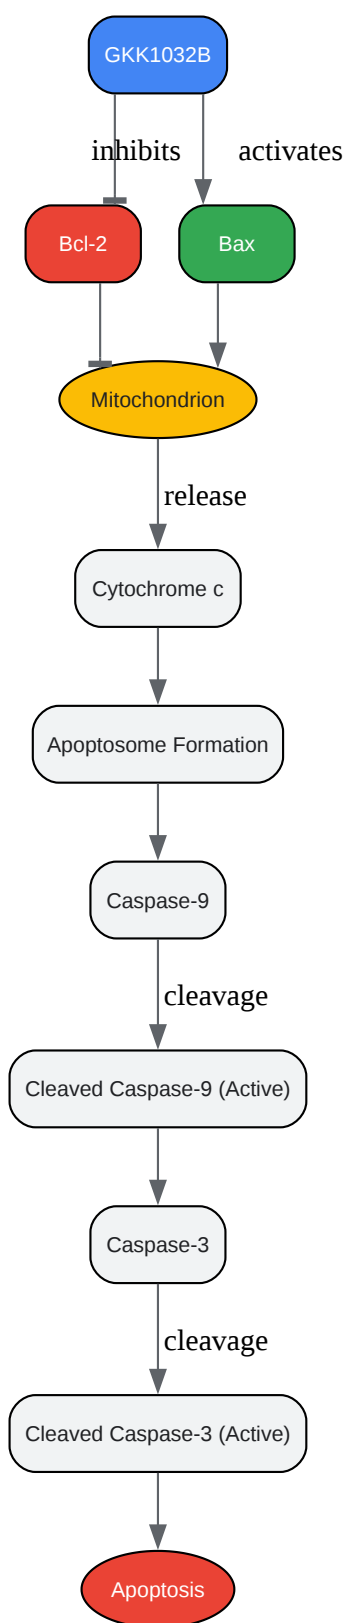 GKK1032B
inhibits
activates
Bcl-2
Bax
Mitochondrion
release
Cytochrome c
Apoptosome Formation
Caspase-9
cleavage
Cleaved Caspase-9 (Active)
Caspase-3
cleavage
Cleaved Caspase-3 (Active)
Apoptosis